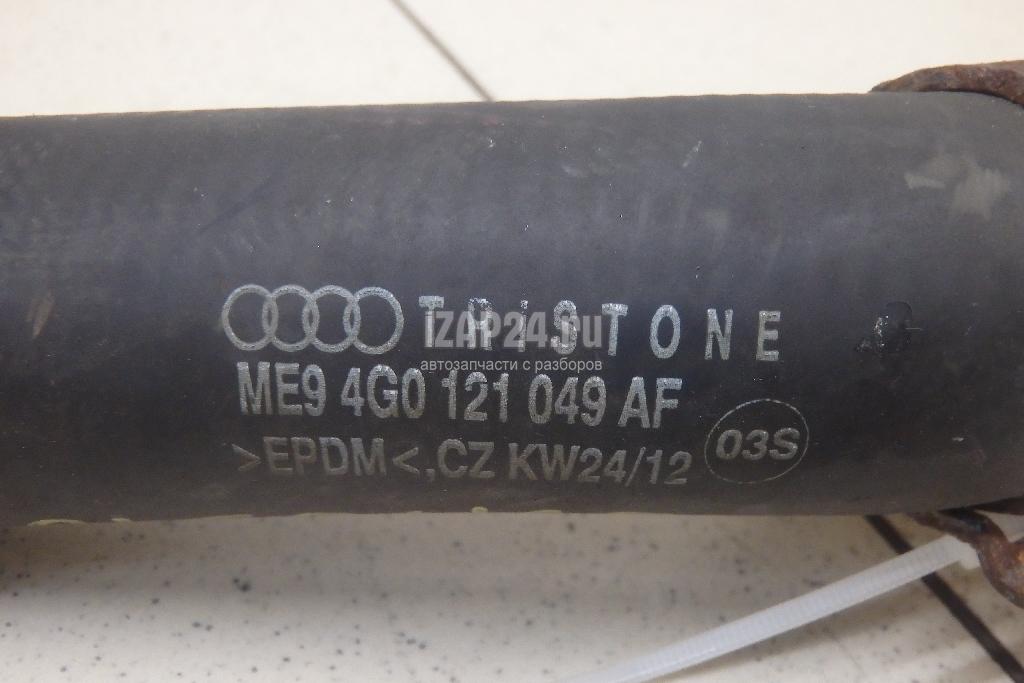 TRiSTONE
iZAP24.ru
автозапчасти с разборов
ME9 4G0 121 049 AF
>EPDM<,CZ KW24/12
03S